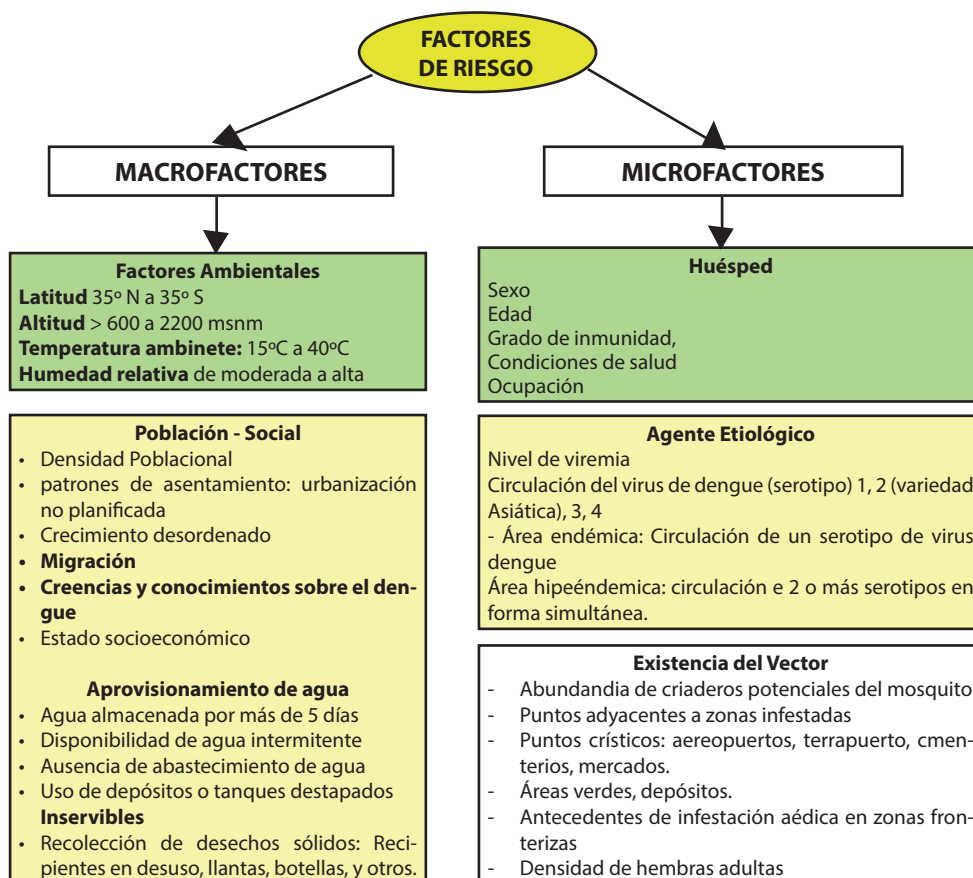 FACTORES
DE RIESGO
MACROFACTORES
Factores Ambientales
Latitud 35º N a 35º S
Altitud > 600 a 2200 msnm
Temperatura ambinete: 15ºC a 40ºC
Humedad relativa de moderada a alta
Población - Social
• Densidad Poblacional
• patrones de asentamiento: urbanización
no planificada
• Crecimiento desordenado
• Migración
• Creencias y conocimientos sobre el den-
gue
• Estado socioeconómico
Aprovisionamiento de agua
• Agua almacenada por más de 5 días
• Disponibilidad de agua intermitente
• Ausencia de abastecimiento de agua
• Uso de depósitos o tanques destapados
Inservibles
• Recolección de desechos sólidos: Reci-
pientes en desuso, llantas, botellas, y otros.
MICROFACTORES
Huésped
Sexo
Edad
Grado de inmunidad,
Condiciones de salud
Ocupación
Agente Etiológico
Nivel de viremia
Circulación del virus de dengue (serotipo) 1, 2 (variedad
Asiática), 3, 4
- Área endémica: Circulación de un serotipo de virus
dengue
Área hipeéndemica: circulación e 2 o más serotipos en
forma simultánea.
Existencia del Vector
- Abundandia de criaderos potenciales del mosquito
- Puntos adyacentes a zonas infestadas
- Puntos crísticos: aereopuertos, terrapuerto, cmen-
terios, mercados.
- Áreas verdes, depósitos.
- Antecedentes de infestación aédica en zonas fron-
terizas
- Densidad de hembras adultas